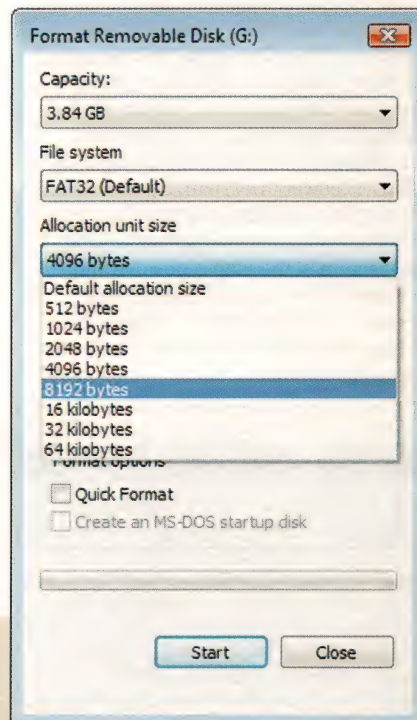 Format Removable Disk (G:)
Capacity:
3.84 GB
File system
FAT32 (Default)
Allocation unit size
4096 bytes
Default allocation size
512 bytes
1024 bytes
2048 bytes
4096 bytes
8192 bytes
16 kilobytes
32 kilobytes
64 kilobytes
Format options
Quick Format
Create an MS-DOS startup disk
Start
Close